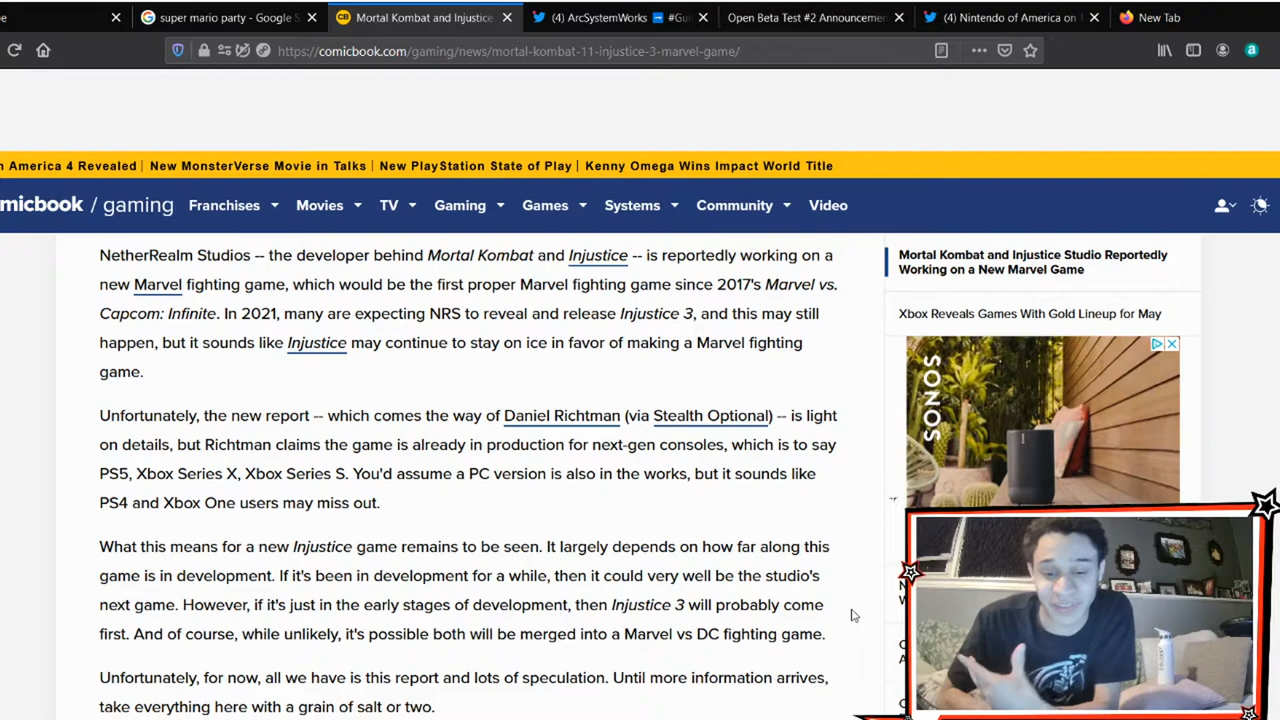 super mario party - Google S
Mortal Kombat and Injustice
(4) ArcSystemWorks #Gu
Open Beta Test #2 Announcemen
(4) Nintendo of America on
New Tab
https://comicbook.com/gaming/news/mortal-kombat-11-injustice-3-marvel-game/
n America 4 Revealed | New MonsterVerse Movie in Talks | New PlayStation State of Play | Kenny Omega Wins Impact World Title
micbook / gaming Franchises Movies TV Gaming Games Systems Community Video
NetherRealm Studios -- the developer behind Mortal Kombat and Injustice -- is reportedly working on a
new Marvel fighting game, which would be the first proper Marvel fighting game since 2017's Marvel vs.
Capcom: Infinite. In 2021, many are expecting NRS to reveal and release Injustice 3, and this may still
happen, but it sounds like Injustice may continue to stay on ice in favor of making a Marvel fighting
game.
Unfortunately, the new report -- which comes the way of Daniel Richtman (via Stealth Optional) -- is light
on details, but Richtman claims the game is already in production for next-gen consoles, which is to say
PS5, Xbox Series X, Xbox Series S. You'd assume a PC version is also in the works, but it sounds like
PS4 and Xbox One users may miss out.
What this means for a new Injustice game remains to be seen. It largely depends on how far along this
game is in development. If it's been in development for a while, then it could very well be the studio's
next game. However, if it's just in the early stages of development, then Injustice 3 will probably come
first. And of course, while unlikely, it's possible both will be merged into a Marvel vs DC fighting game.
Unfortunately, for now, all we have is this report and lots of speculation. Until more information arrives,
take everything here with a grain of salt or two.
Mortal Kombat and Injustice Studio Reportedly
Working on a New Marvel Game
Xbox Reveals Games With Gold Lineup for May
SONOS